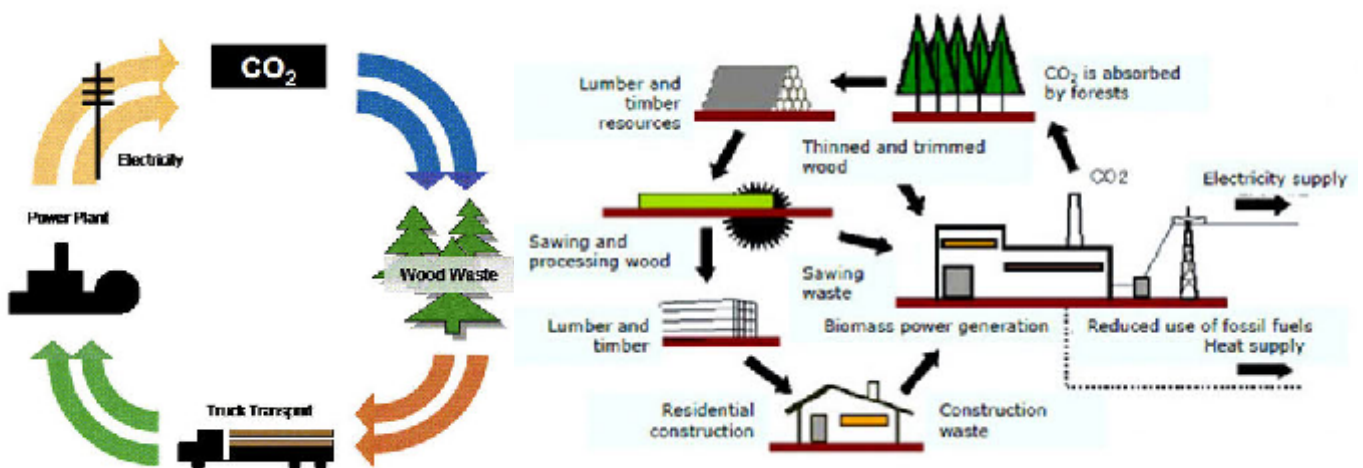 CO₂
Electricity
Power Plant
Wood Waste
Truck Transport
Lumber and
timber
resources
CO₂ is absorbed
by forests
Thinned and trimmed
wood
CO2
Electricity supply
Sawing and
processing wood
Sawing
waste
Lumber and
timber
Biomass power generation
Reduced use of fossil fuels
Heat supply
Residential
construction
Construction
waste